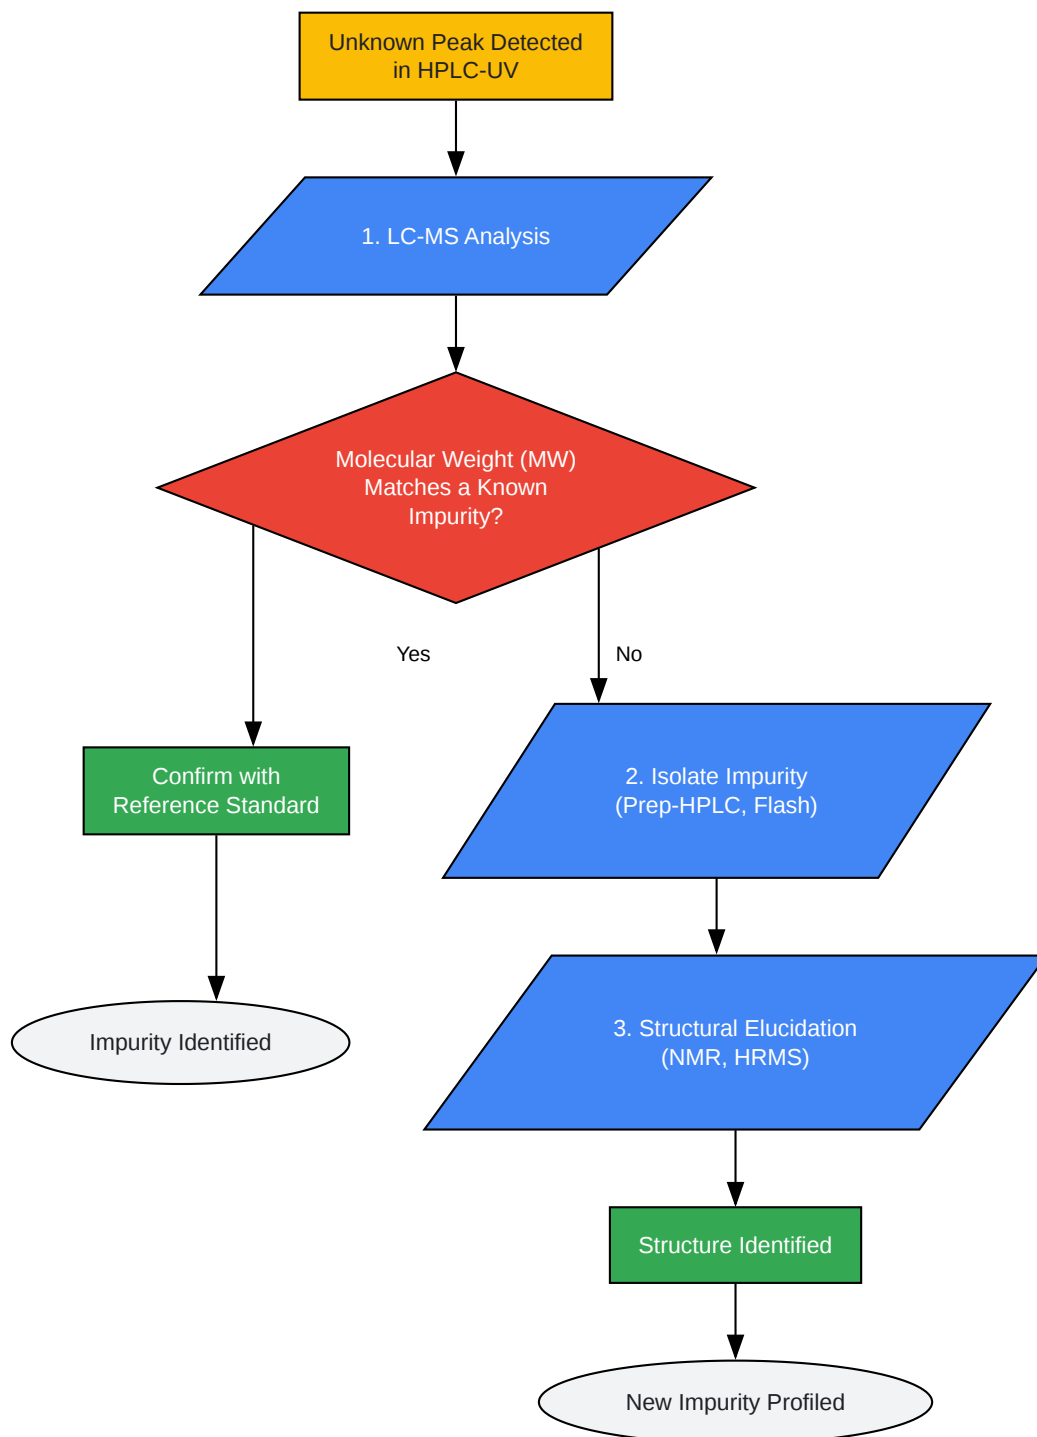 Unknown Peak Detected
in HPLC-UV
1. LC-MS Analysis
Molecular Weight (MW)
Matches a Known
Impurity?
Yes
No
Confirm with
Reference Standard
2. Isolate Impurity
(Prep-HPLC, Flash)
Impurity Identified
3. Structural Elucidation
(NMR, HRMS)
Structure Identified
New Impurity Profiled